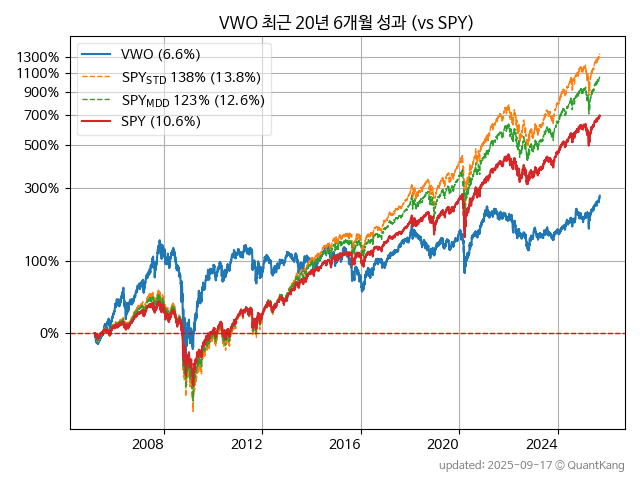 VWO 최근 20년 6개월 성과 (vs SPY)
VWO (6.6%)
SPY_STD 138% (13.8%)
SPY_MDD 123% (12.6%)
SPY (10.6%)
1300%
1100%
900%
700%
500%
300%
100%
0%
2008 2012 2016 2020 2024
updated: 2025-09-17 © QuantKang